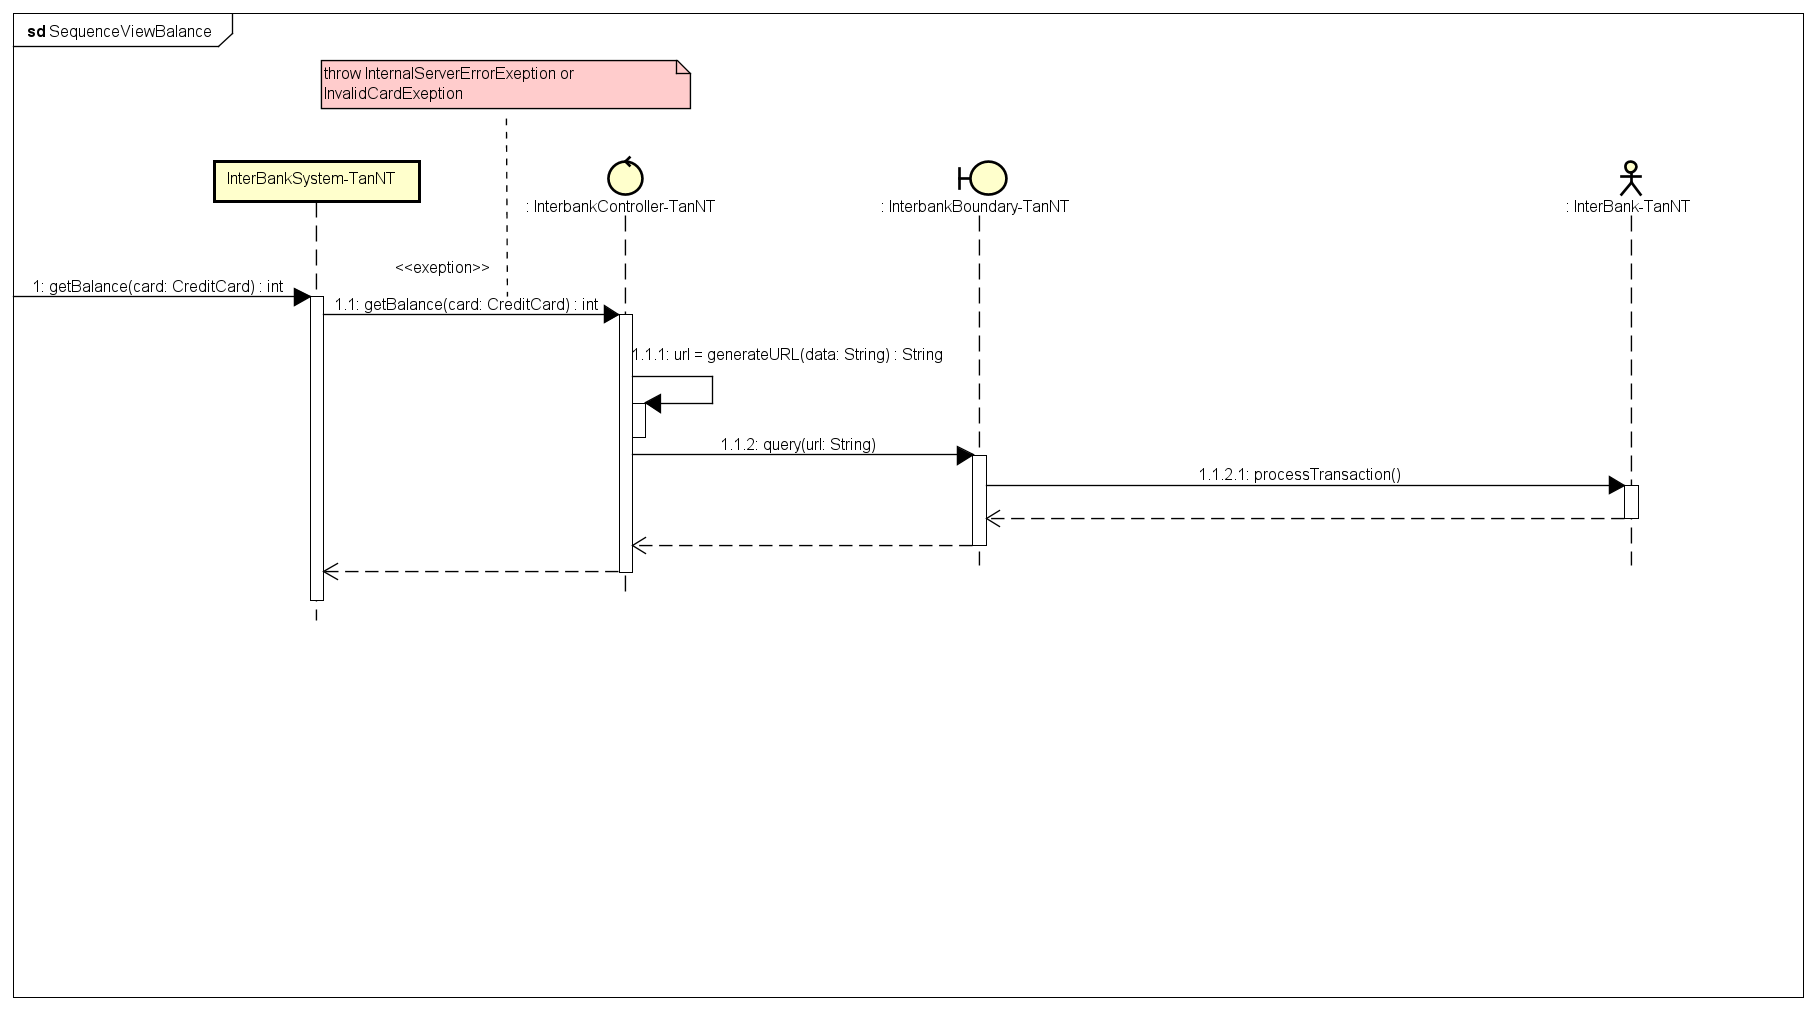 sd SequenceViewBalance
throw InternalServerErrorExeption or
InvalidCardExeption
InterBankSystem-TanNT
: InterbankController-TanNT
: InterbankBoundary-TanNT
: InterBank-TanNT
<<exeption>>
1: getBalance(card: CreditCard) : int
1.1: getBalance(card: CreditCard) : int
1.1.1: url = generateURL(data: String) : String
1.1.2: query(url: String)
1.1.2.1: processTransaction()